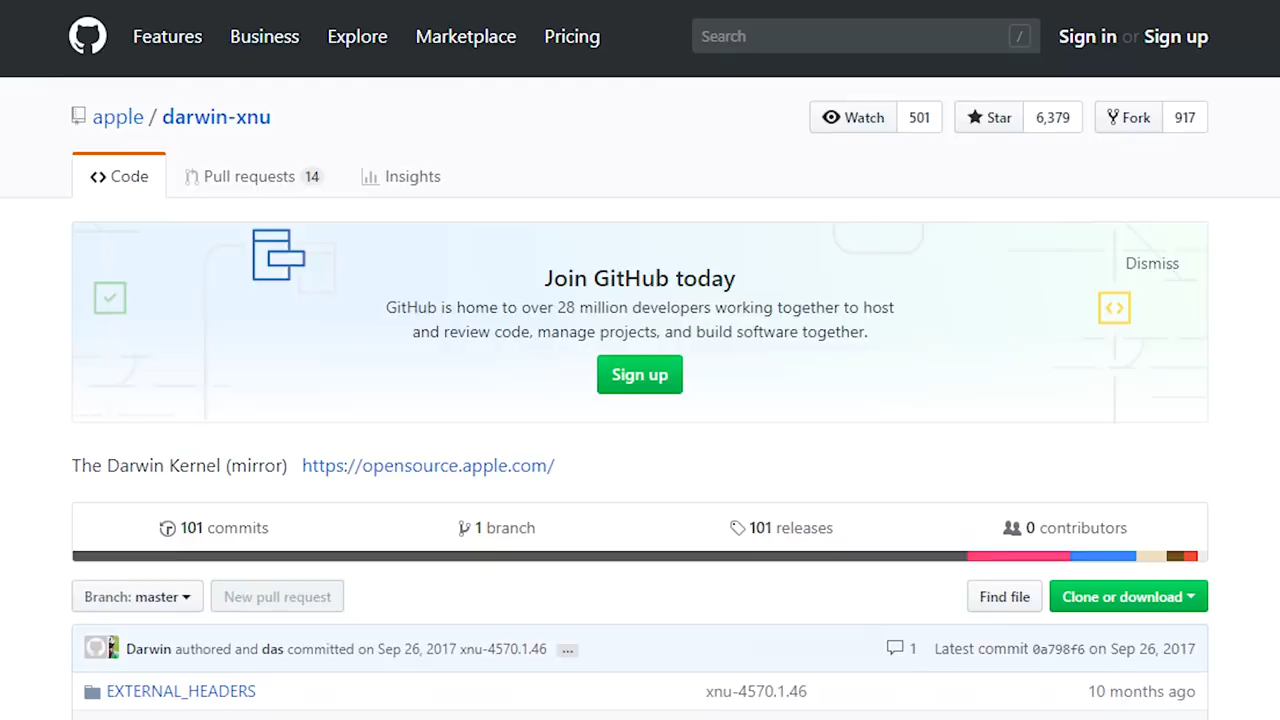 Features Business Explore Marketplace Pricing Search / Sign in or Sign up
apple / darwin-xnu Watch 501 Star 6,379 Fork 917
Code Pull requests 14 Insights
Dismiss
Join GitHub today
GitHub is home to over 28 million developers working together to host
and review code, manage projects, and build software together.
Sign up
The Darwin Kernel (mirror) https://opensource.apple.com/
101 commits 1 branch 101 releases 0 contributors
Branch: master New pull request Find file Clone or download
Darwin authored and das committed on Sep 26, 2017 xnu-4570.1.46 ... 1 Latest commit 0a798f6 on Sep 26, 2017
EXTERNAL_HEADERS xnu-4570.1.46 10 months ago